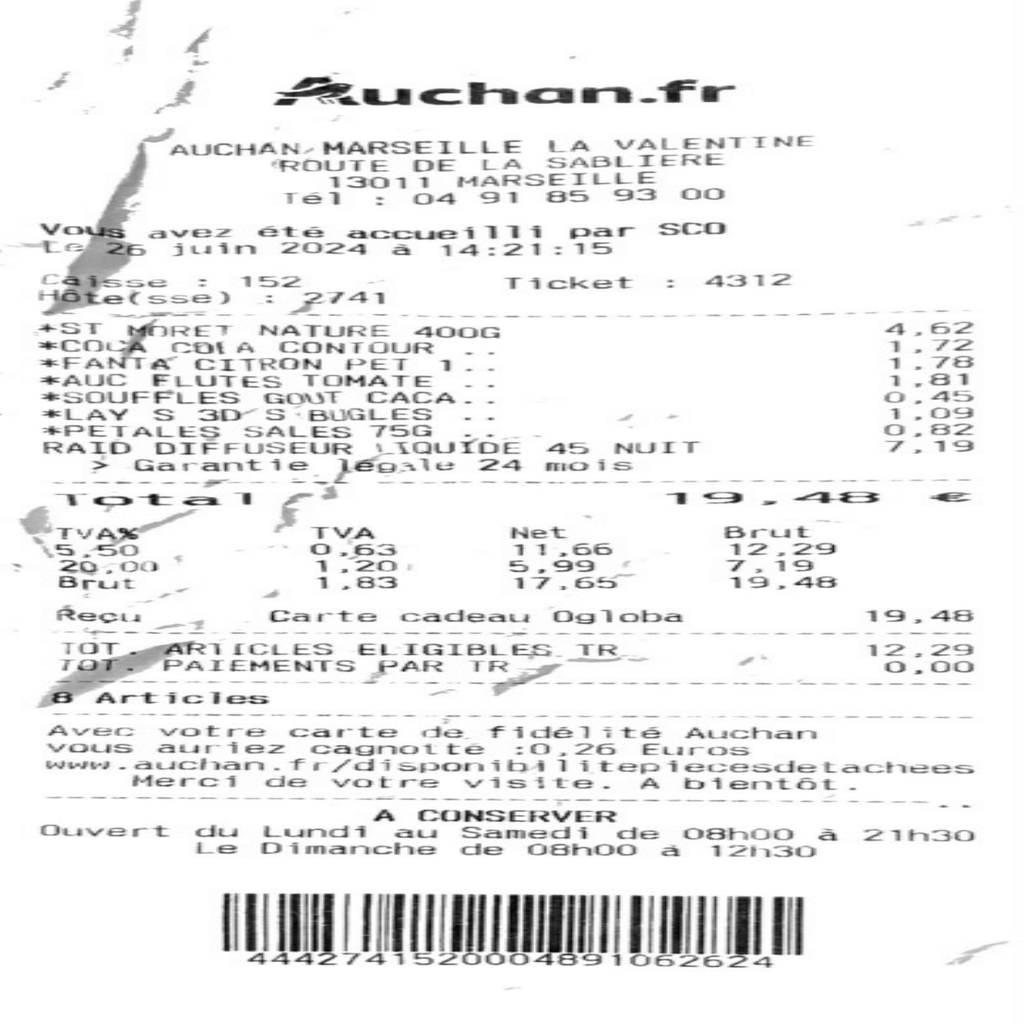 Auchan.fr
AUCHAN MARSEILLE LA VALENTINE
ROUTE DE LA SABLIERE
13011 MARSEILLE
Tél : 04 91 85 93 00
Vous avez été accueilli par SCO
Le 26 juin 2024 à 14:21:15
Caisse : 152 Ticket : 4312
Hôte(sse) : 2741
*ST MORET NATURE 400G 4,62
*COCA COLA CONTOUR .. 1,72
*FANTA CITRON PET 1.. 1,78
*AUC FLUTES TOMATE .. 1,81
*SOUFFLES GOUT CACA.. 0,45
*LAY S 3D S BUGLES .. 1,09
*PETALES SALES 75G .. 0,82
RAID DIFFUSEUR LIQUIDE 45 NUIT 7,19
> Garantie légale 24 mois
Total 19,48 €
TVA% TVA Net Brut
5,50 0,63 11,66 12,29
20,00 1,20 5,99 7,19
Brut 1,83 17,65 19,48
Reçu Carte cadeau Ogloba 19,48
TOT. ARTICLES ELIGIBLES TR 12,29
TOT. PAIEMENTS PAR TR 0,00
8 Articles
Avec votre carte de fidélité Auchan
vous auriez cagnotté :0,26 Euros
www.auchan.fr/disponibilitepiecesdetachees
Merci de votre visite. A bientôt.
A CONSERVER
Ouvert du Lundi au Samedi de 08h00 à 21h30
Le Dimanche de 08h00 à 12h30
4442741520004891062624